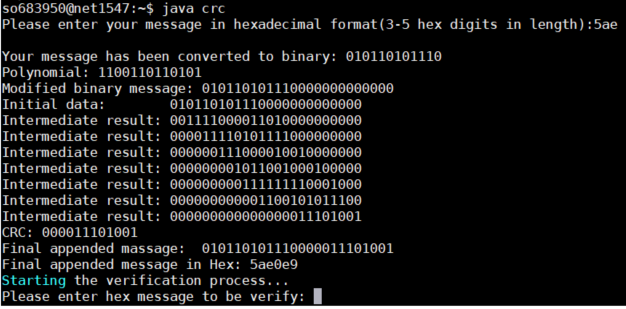 so683950@net1547:~$ java crc
Please enter your message in hexadecimal format(3-5 hex digits in length):5ae
Your message has been converted to binary: 010110101110
Polynomial: 1100110110101
Modified binary message: 010110101110000000000000
Initial data: 010110101110000000000000
Intermediate result: 001111000011010000000000
Intermediate result: 000011110101111000000000
Intermediate result: 000000111000010010000000
Intermediate result: 000000001011001000100000
Intermediate result: 000000000111111110001000
Intermediate result: 000000000001100101011100
Intermediate result: 000000000000000011101001
CRC: 000011101001
Final appended massage: 010110101110000011101001
Final appended message in Hex: 5ae0e9
Starting the verification process...
Please enter hex message to be verify: